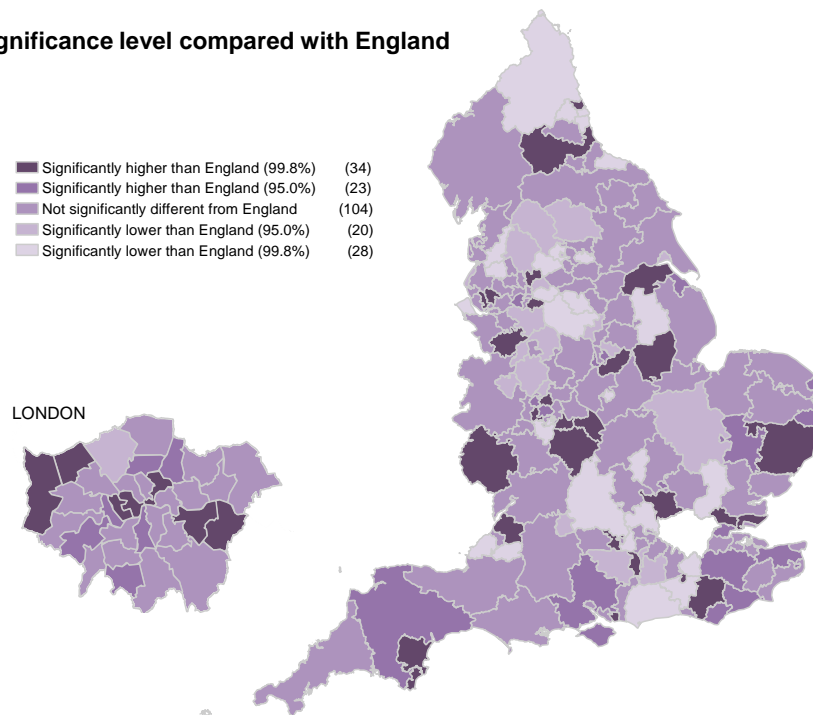 gnificance level compared with England
Significantly higher than England (99.8%) (34)
Significantly higher than England (95.0%) (23)
Not significantly different from England (104)
Significantly lower than England (95.0%) (20)
Significantly lower than England (99.8%) (28)
LONDON